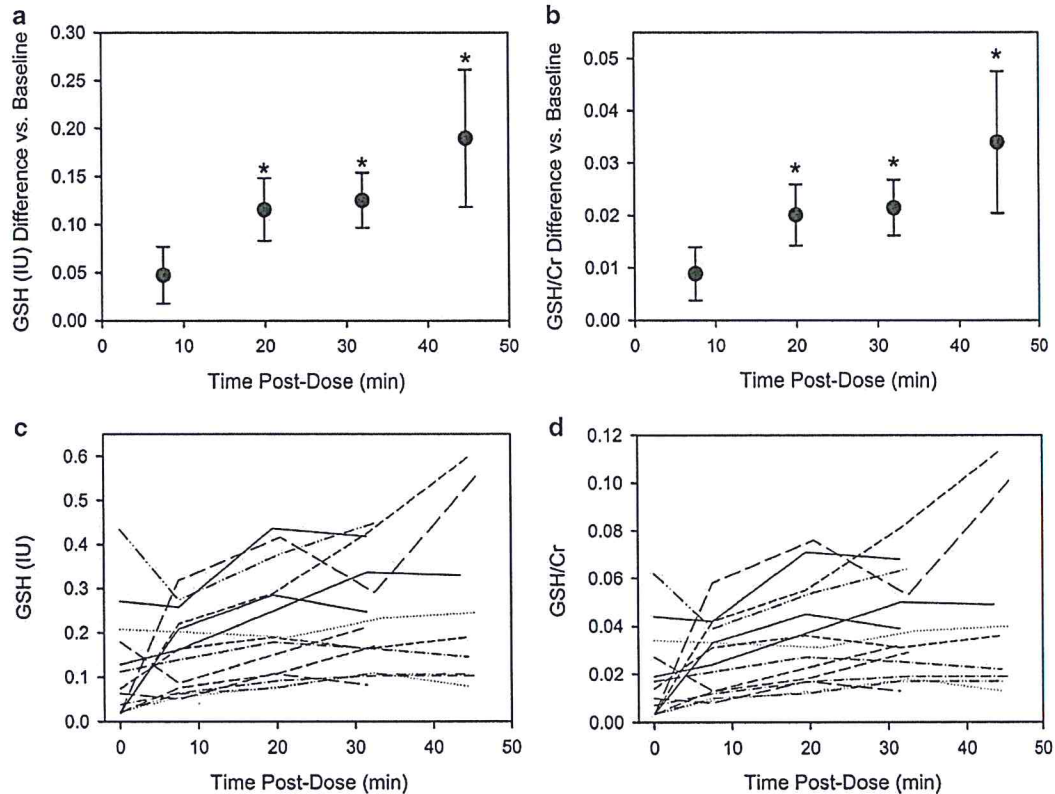 a
0.30
0.25
0.20
0.15
0.10
0.05
0.00
GSH (IU) Difference vs. Baseline
*
*
*
0 10 20 30 40 50
Time Post-Dose (min)
b
0.05
0.04
0.03
0.02
0.01
0.00
GSH/Cr Difference vs. Baseline
*
*
*
0 10 20 30 40 50
Time Post-Dose (min)
c
0.6
0.5
0.4
0.3
0.2
0.1
0.0
GSH (IU)
0 10 20 30 40 50
Time Post-Dose (min)
d
0.12
0.10
0.08
0.06
0.04
0.02
0.00
GSH/Cr
0 10 20 30 40 50
Time Post-Dose (min)